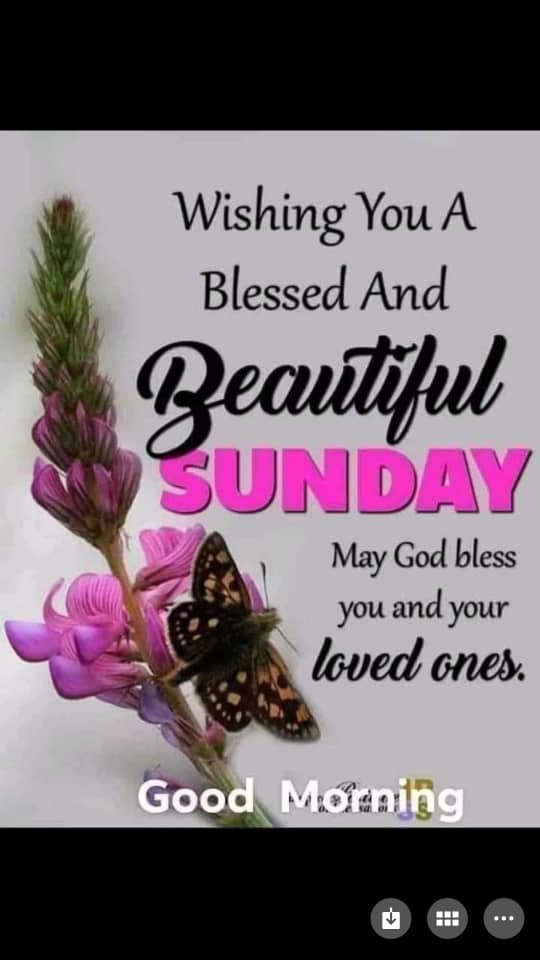 Wishing You A
Blessed And
Beautiful
SUNDAY
May God bless
you and your
loved ones.
Good Morning